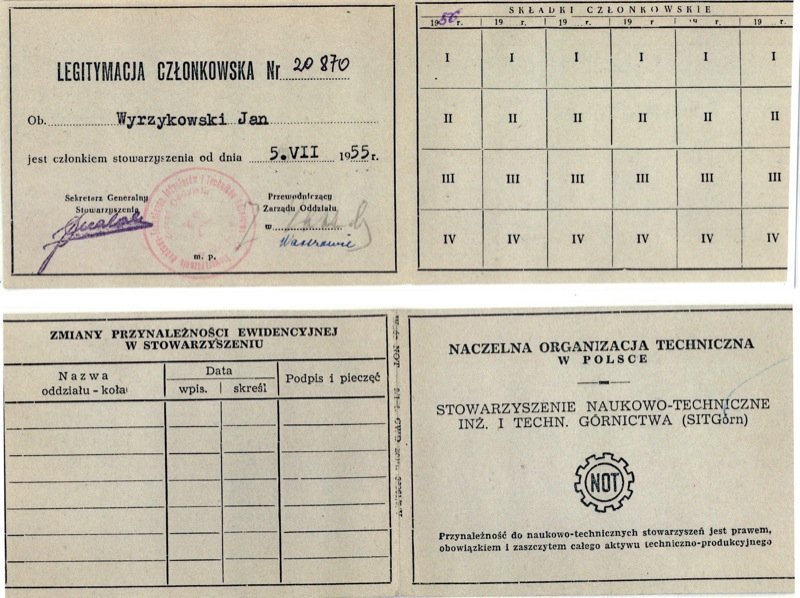 LEGITYMACJA CZŁONKOWSKA Nr 20 870
Ob. Wyrzykowski Jan
jest członkiem stowarzyszenia od dnia 5.VII 1955 r.
Sekretarz Generalny
Stowarzyszenia
Przewodniczący
Zarządu Oddziału
w
m. p.
SKŁADKI CZŁONKOWSKIE
1956 r. 19 r. 19 r. 19 r. 19 r. 19 r.
I I I I I I
II II II II II II
III III III III III III
IV IV IV IV IV IV
ZMIANY PRZYNALEŻNOŚCI EWIDENCYJNEJ
W STOWARZYSZENIU
Nazwa
oddziału - koła
Data
wpis. skreśl
Podpis i pieczęć
NACZELNA ORGANIZACJA TECHNICZNA
W POLSCE
STOWARZYSZENIE NAUKOWO-TECHNICZNE
INŻ. I TECHN. GÓRNICTWA (SITGórn)
NOT
Przynależność do naukowo-technicznych stowarzyszeń jest prawem,
obowiązkiem i zaszczytem całego aktywu techniczno-produkcyjnego